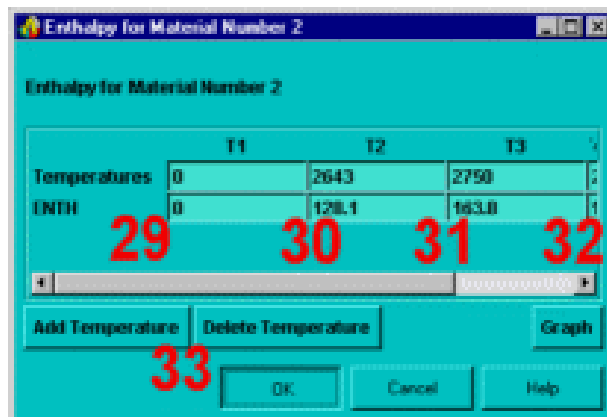 Enthalpy for Material Number 2
Enthalpy for Material Number 2
T1 T2 T3
Temperatures 0 2643 2750
ENTH 0 128.1 163.8
29 30 31 32
Add Temperature Delete Temperature Graph
33
OK Cancel Help